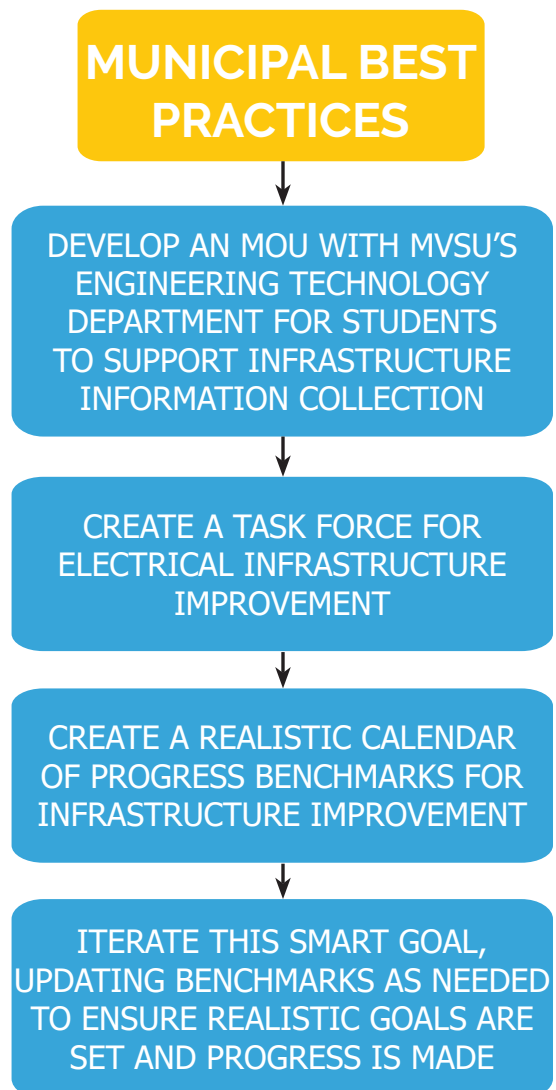 MUNICIPAL BEST
PRACTICES
DEVELOP AN MOU WITH MVSU’S
ENGINEERING TECHNOLOGY
DEPARTMENT FOR STUDENTS
TO SUPPORT INFRASTRUCTURE
INFORMATION COLLECTION
CREATE A TASK FORCE FOR
ELECTRICAL INFRASTRUCTURE
IMPROVEMENT
CREATE A REALISTIC CALENDAR
OF PROGRESS BENCHMARKS FOR
INFRASTRUCTURE IMPROVEMENT
ITERATE THIS SMART GOAL,
UPDATING BENCHMARKS AS NEEDED
TO ENSURE REALISTIC GOALS ARE
SET AND PROGRESS IS MADE